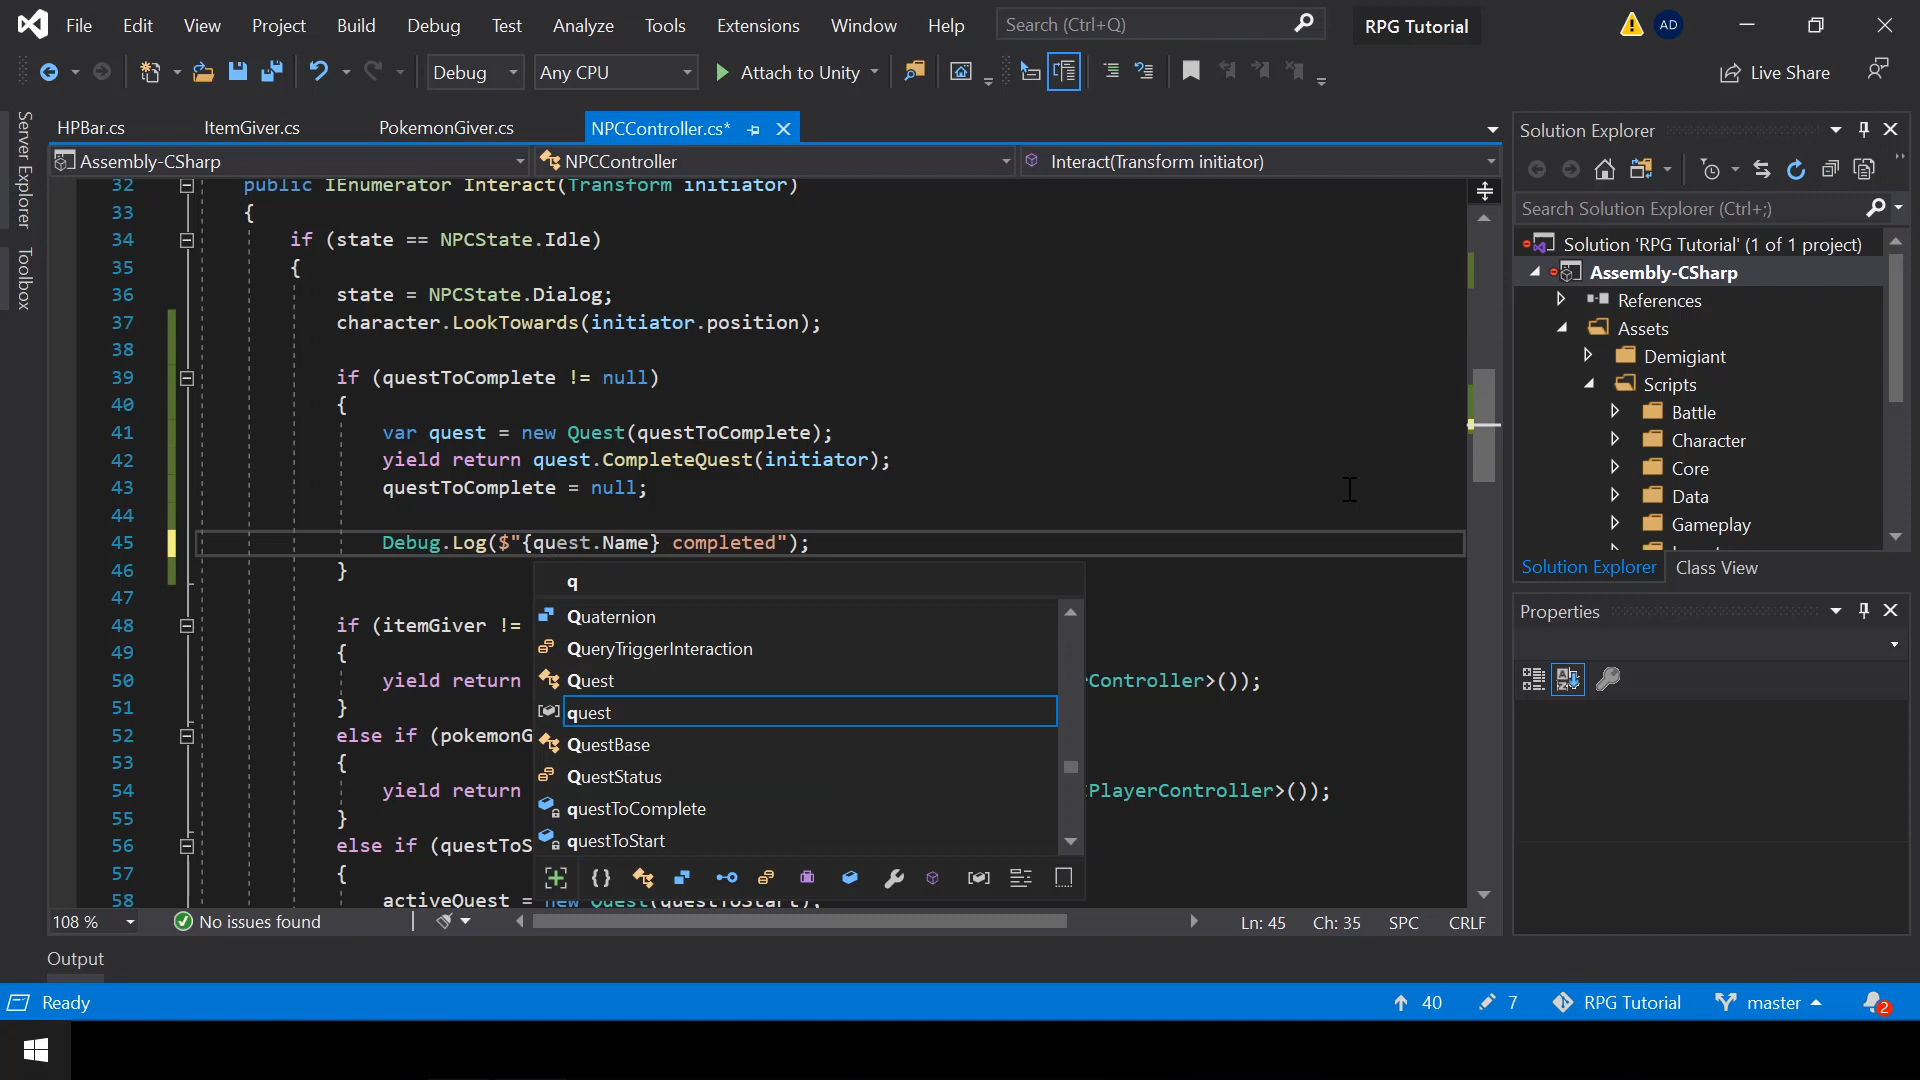 File Edit View Project Build Debug Test Analyze Tools Extensions Window Help Search (Ctrl+Q) RPG Tutorial AD
Debug Any CPU Attach to Unity Live Share
Server Explorer
Toolbox
HPBar.cs ItemGiver.cs PokemonGiver.cs NPCController.cs*
Assembly-CSharp NPCController Interact(Transform initiator)
32 public IEnumerator Interact(Transform initiator)
33 {
34 if (state == NPCState.Idle)
35 {
36 state = NPCState.Dialog;
37 character.LookTowards(initiator.position);
38
39 if (questToComplete != null)
40 {
41 var quest = new Quest(questToComplete);
42 yield return quest.CompleteQuest(initiator);
43 questToComplete = null;
44
45 Debug.Log($"{quest.Name} completed");
46 }
47
48 if (itemGiver !=
49 {
50 yield return rController>());
51 }
52 else if (pokemonG
53 {
54 yield return PlayerController>());
55 }
56 else if (questToS
57 {
58 activeQuest = new Quest(questToStart);
q
Quaternion
QueryTriggerInteraction
Quest
quest
QuestBase
QuestStatus
questToComplete
questToStart
108 % No issues found Ln: 45 Ch: 35 SPC CRLF
Output
Solution Explorer
Search Solution Explorer (Ctrl+;)
Solution 'RPG Tutorial' (1 of 1 project)
Assembly-CSharp
References
Assets
Demigiant
Scripts
Battle
Character
Core
Data
Gameplay
Solution Explorer Class View
Properties
Ready 40 7 RPG Tutorial master 2